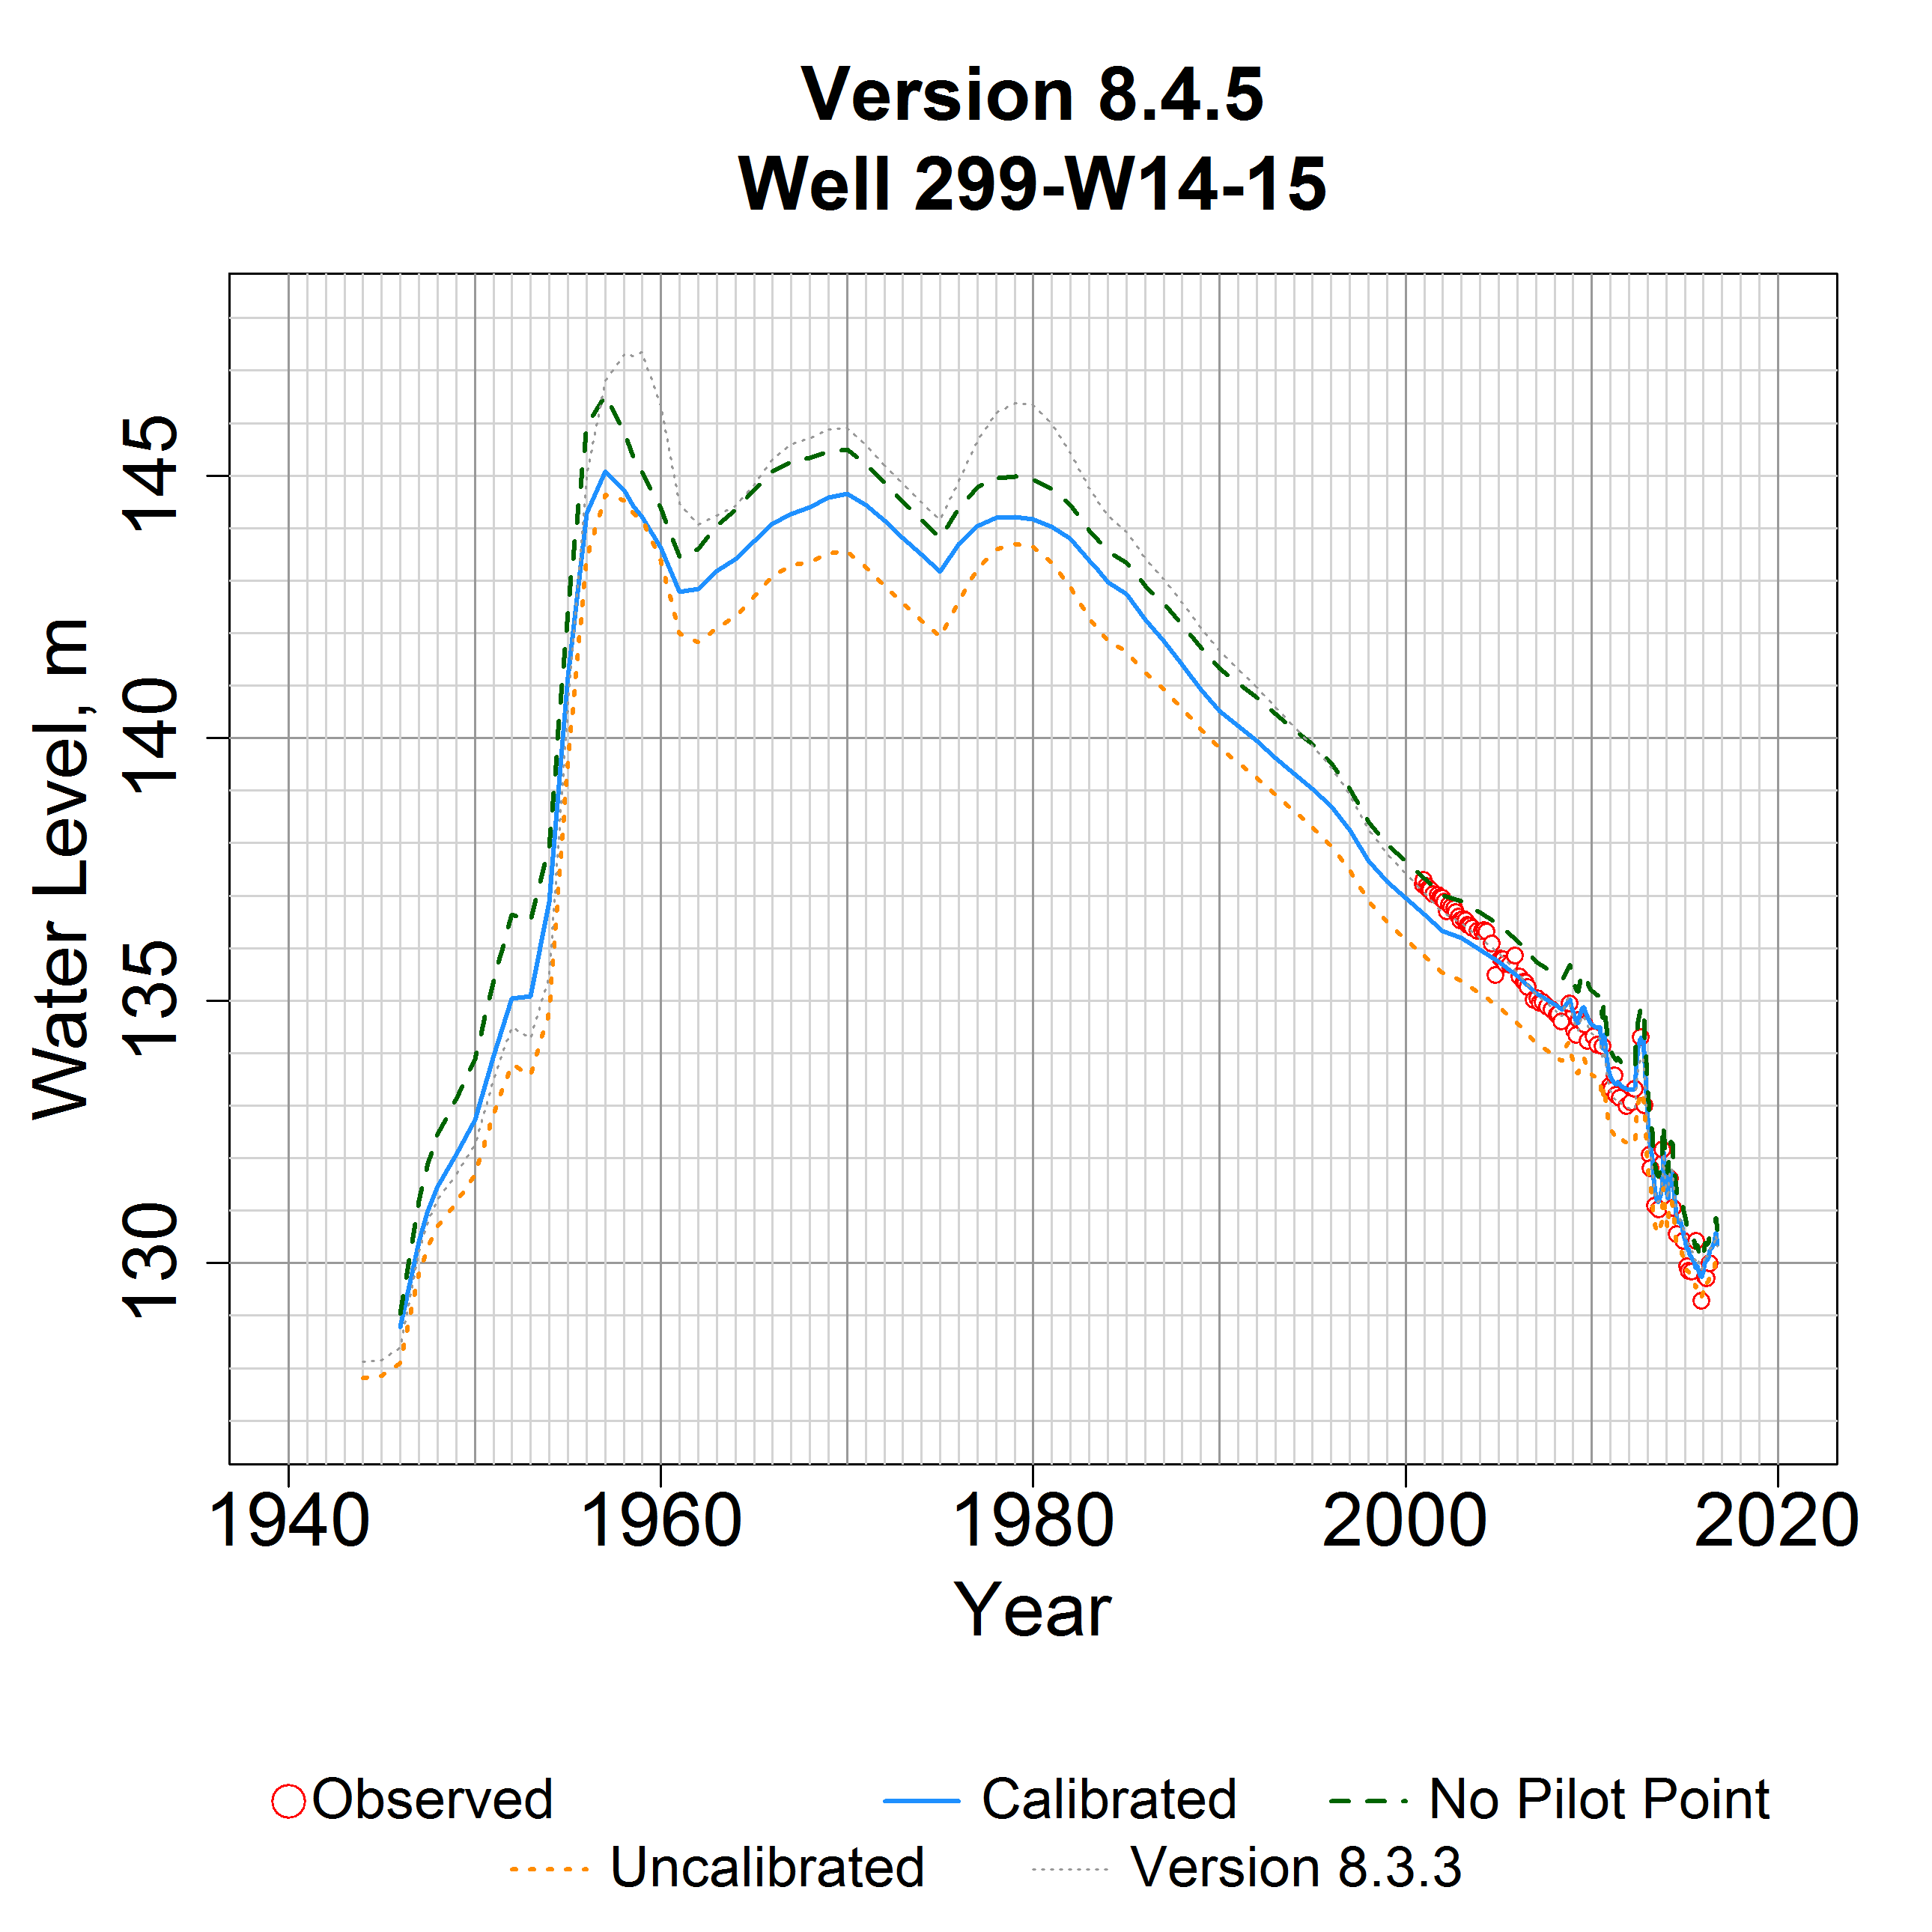 Version 8.4.5
Well 299-W14-15
Water Level, m
145
140
135
130
1940 1960 1980 2000 2020
Year
Observed Calibrated No Pilot Point
Uncalibrated Version 8.3.3